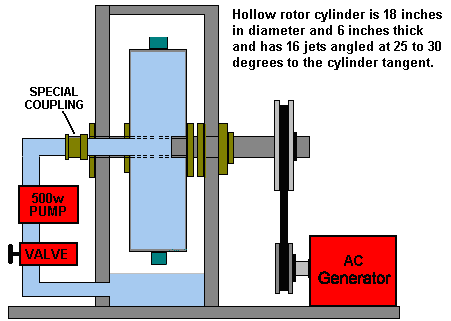 Hollow rotor cylinder is 18 inches
in diameter and 6 inches thick
and has 16 jets angled at 25 to 30
degrees to the cylinder tangent.
SPECIAL
COUPLING
500w
PUMP
VALVE
AC
Generator